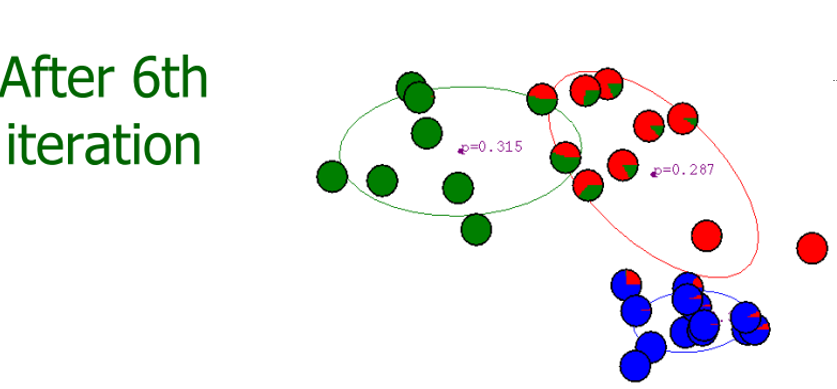 After 6th
iteration
p=0.315
p=0.287